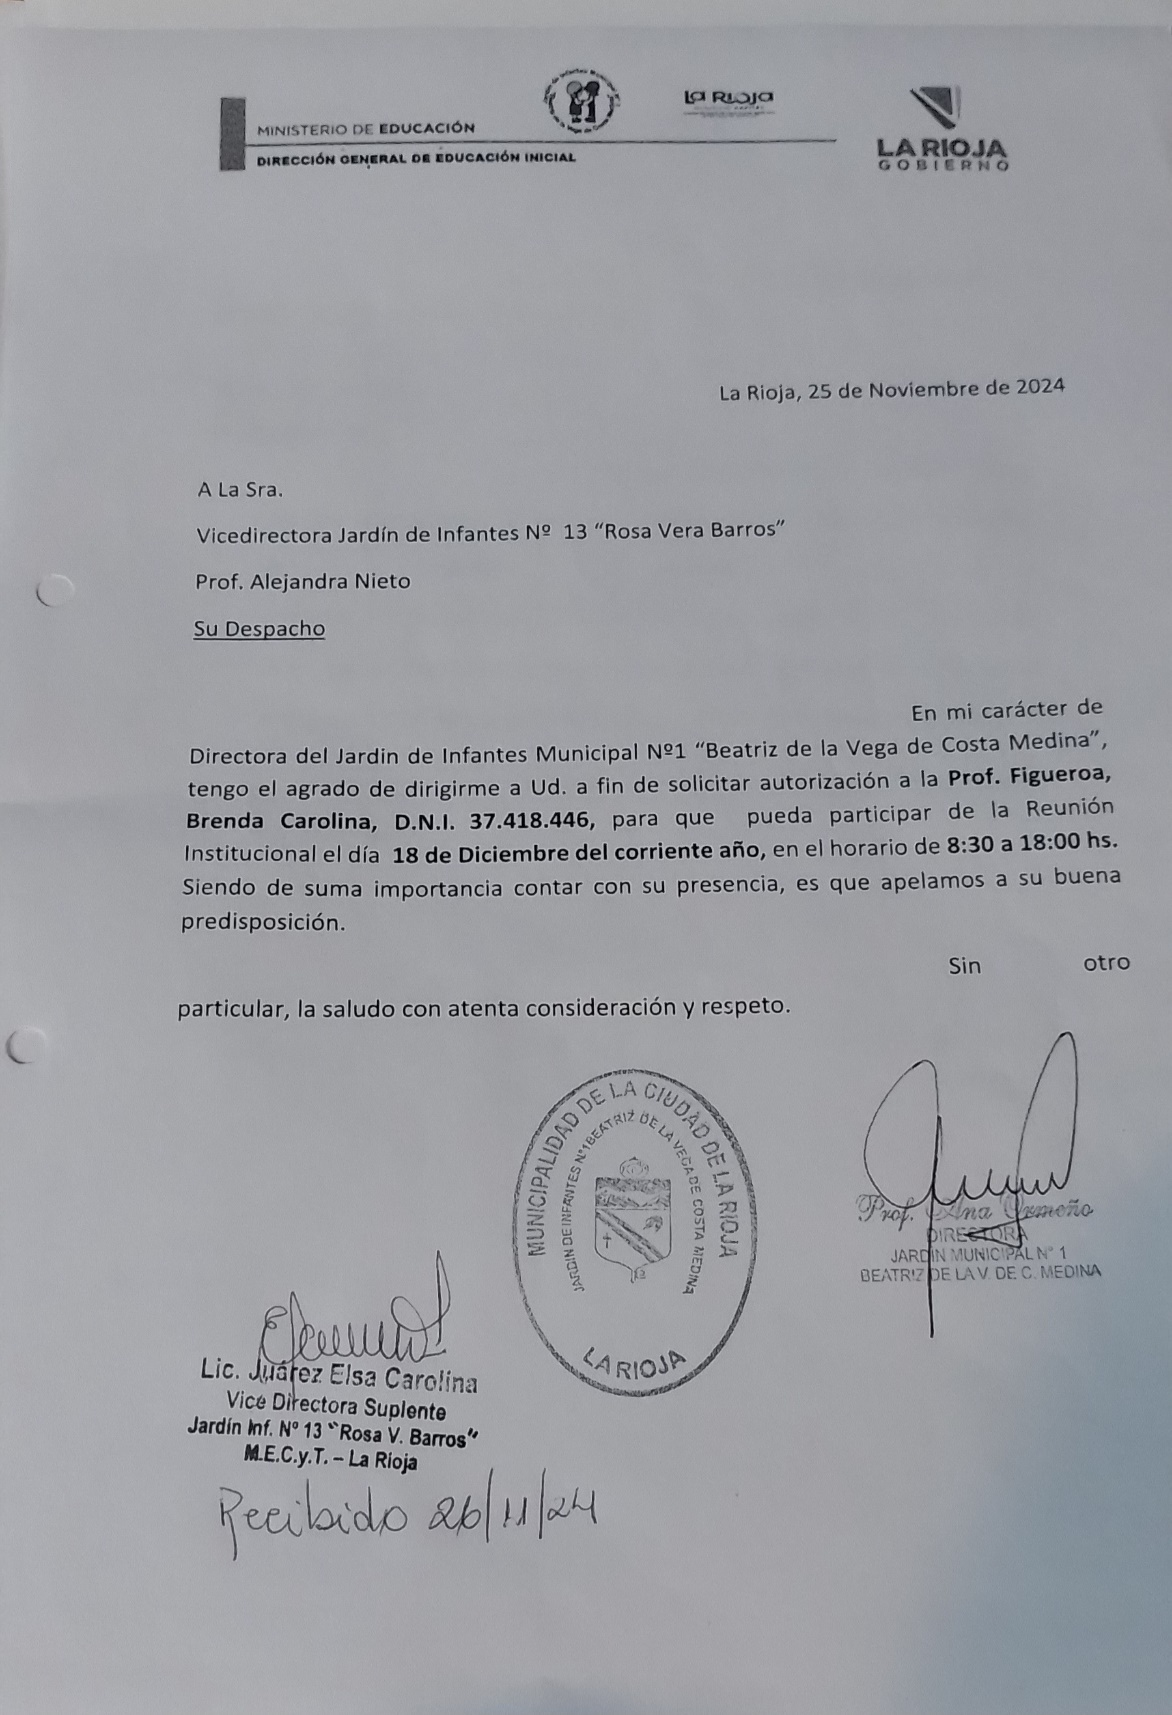 MINISTERIO DE EDUCACIÓN
DIRECCIÓN GENERAL DE EDUCACIÓN INICIAL
La Rioja
LA RIOJA
GOBIERNO
La Rioja, 25 de Noviembre de 2024
A La Sra.
Vicedirectora Jardín de Infantes Nº 13 “Rosa Vera Barros”
Prof. Alejandra Nieto
Su Despacho
En mi carácter de
Directora del Jardin de Infantes Municipal Nº1 “Beatriz de la Vega de Costa Medina”,
tengo el agrado de dirigirme a Ud. a fin de solicitar autorización a la Prof. Figueroa,
Brenda Carolina, D.N.I. 37.418.446, para que pueda participar de la Reunión
Institucional el día 18 de Diciembre del corriente año, en el horario de 8:30 a 18:00 hs.
Siendo de suma importancia contar con su presencia, es que apelamos a su buena
predisposición.
Sin otro
particular, la saludo con atenta consideración y respeto.
MUNICIPALIDAD DE LA CIUDAD DE LA RIOJA
JARDIN DE INFANTES Nº1 BEATRIZ DE LA VEGA DE COSTA MEDINA
LA RIOJA
Prof. Ana Ormeño
DIRECTORA
JARDÍN MUNICIPAL Nº 1
BEATRIZ DE LA V. DE C. MEDINA
Lic. Juárez Elsa Carolina
Vice Directora Suplente
Jardín Inf. Nº 13 “Rosa V. Barros”
M.E.C.y.T. – La Rioja
Recibido 26/11/24